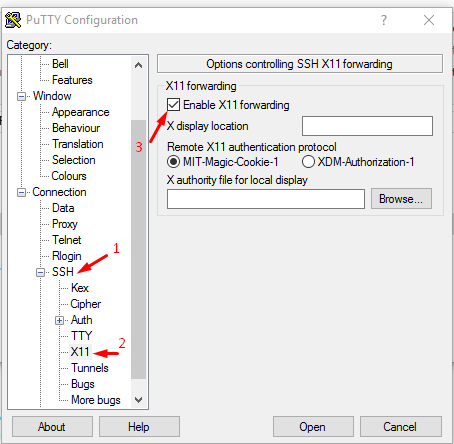 PuTTY Configuration
?
Category:
Bell
Features
Window
Appearance
Behaviour
Translation
Selection
Colours
Connection
Data
Proxy
Telnet
Rlogin
SSH
1
Kex
Cipher
Auth
TTY
X11
2
Tunnels
Bugs
More bugs
Options controlling SSH X11 forwarding
X11 forwarding
Enable X11 forwarding
3
X display location
Remote X11 authentication protocol
MIT-Magic-Cookie-1 XDM-Authorization-1
X authority file for local display
Browse...
About Help Open Cancel